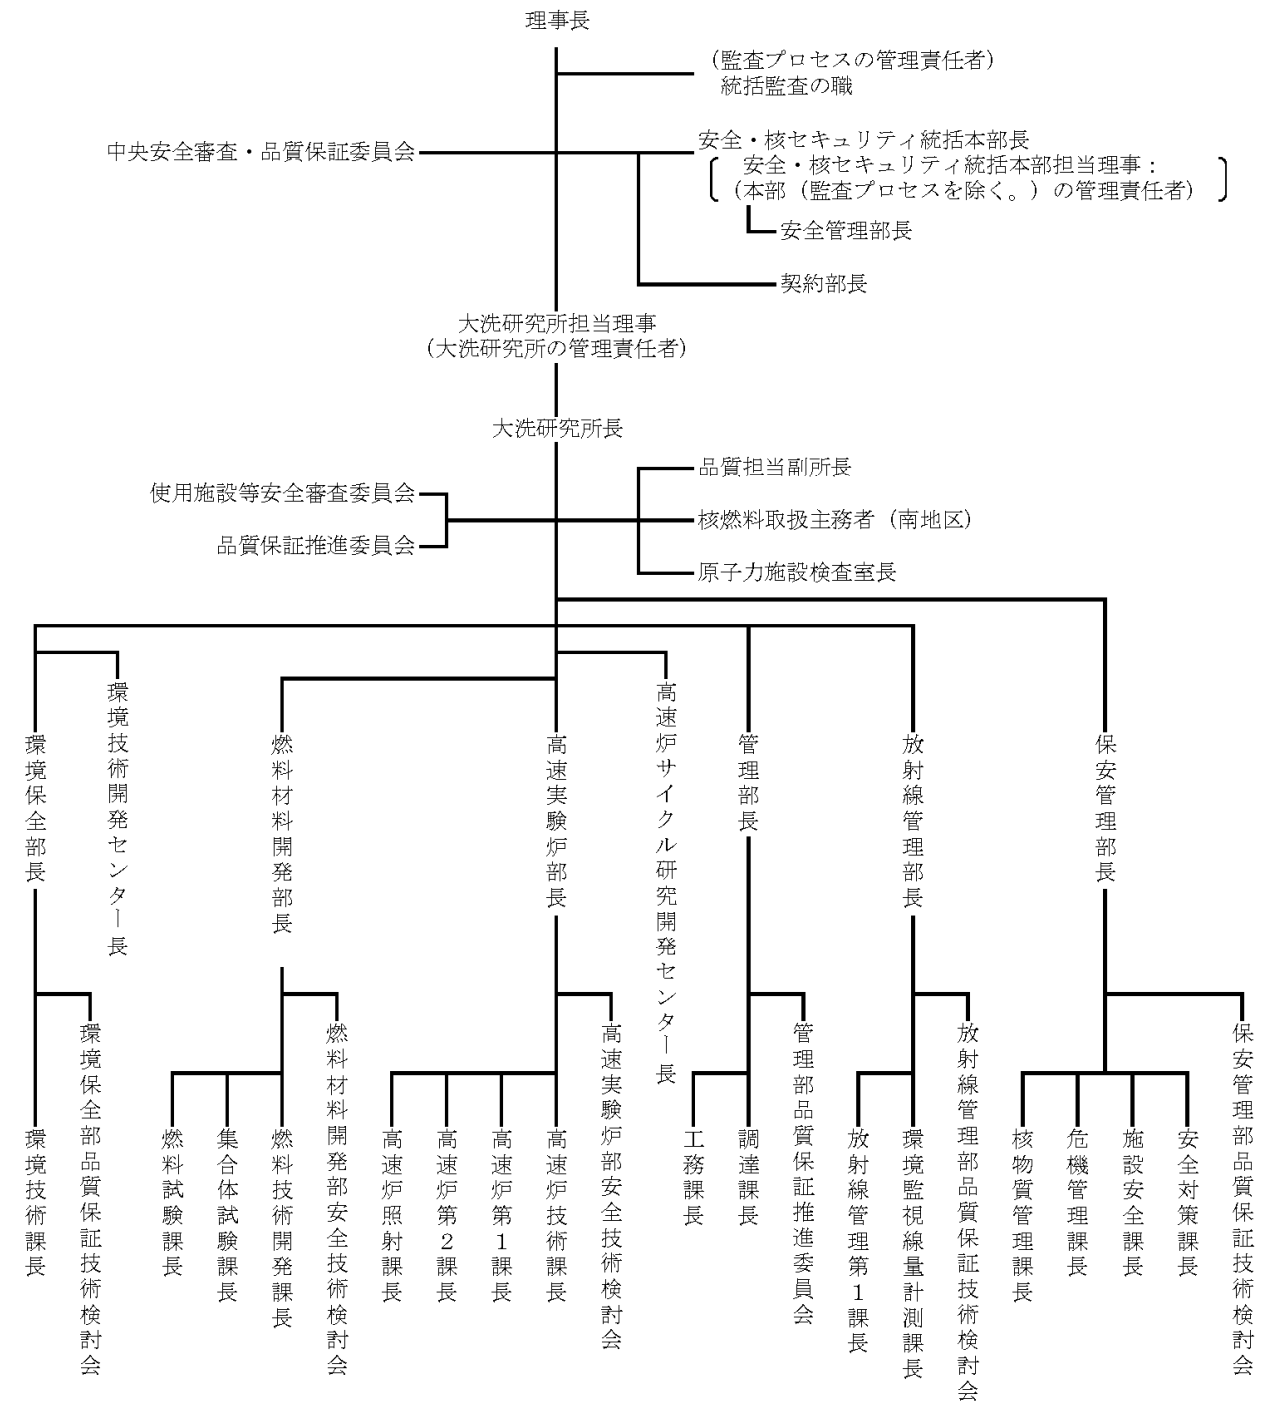 理事長
（監査プロセスの管理責任者）
統括監査の職
中央安全審査・品質保証委員会
安全・核セキュリティ統括本部長
安全・核セキュリティ統括本部担当理事：
（本部（監査プロセスを除く。）の管理責任者）
安全管理部長
契約部長
大洗研究所担当理事
（大洗研究所の管理責任者）
大洗研究所長
品質担当副所長
使用施設等安全審査委員会
核燃料取扱主務者（南地区）
品質保証推進委員会
原子力施設検査室長
環境保全部長
環境技術開発センター長
燃料材料開発部長
高速実験炉部長
高速炉サイクル研究開発センター長
管理部長
放射線管理部長
保安管理部長
環境技術課長
環境保全部品質保証技術検討会
燃料試験課長
集合体試験課長
燃料技術開発課長
燃料材料開発部安全技術検討会
高速炉照射課長
高速炉第２課長
高速炉第１課長
高速炉技術課長
高速実験炉部安全技術検討会
工務課長
調達課長
管理部品質保証推進委員会
放射線管理第１課長
環境監視線量計測課長
放射線管理部品質保証技術検討会
核物質管理課長
危機管理課長
施設安全課長
安全対策課長
保安管理部品質保証技術検討会